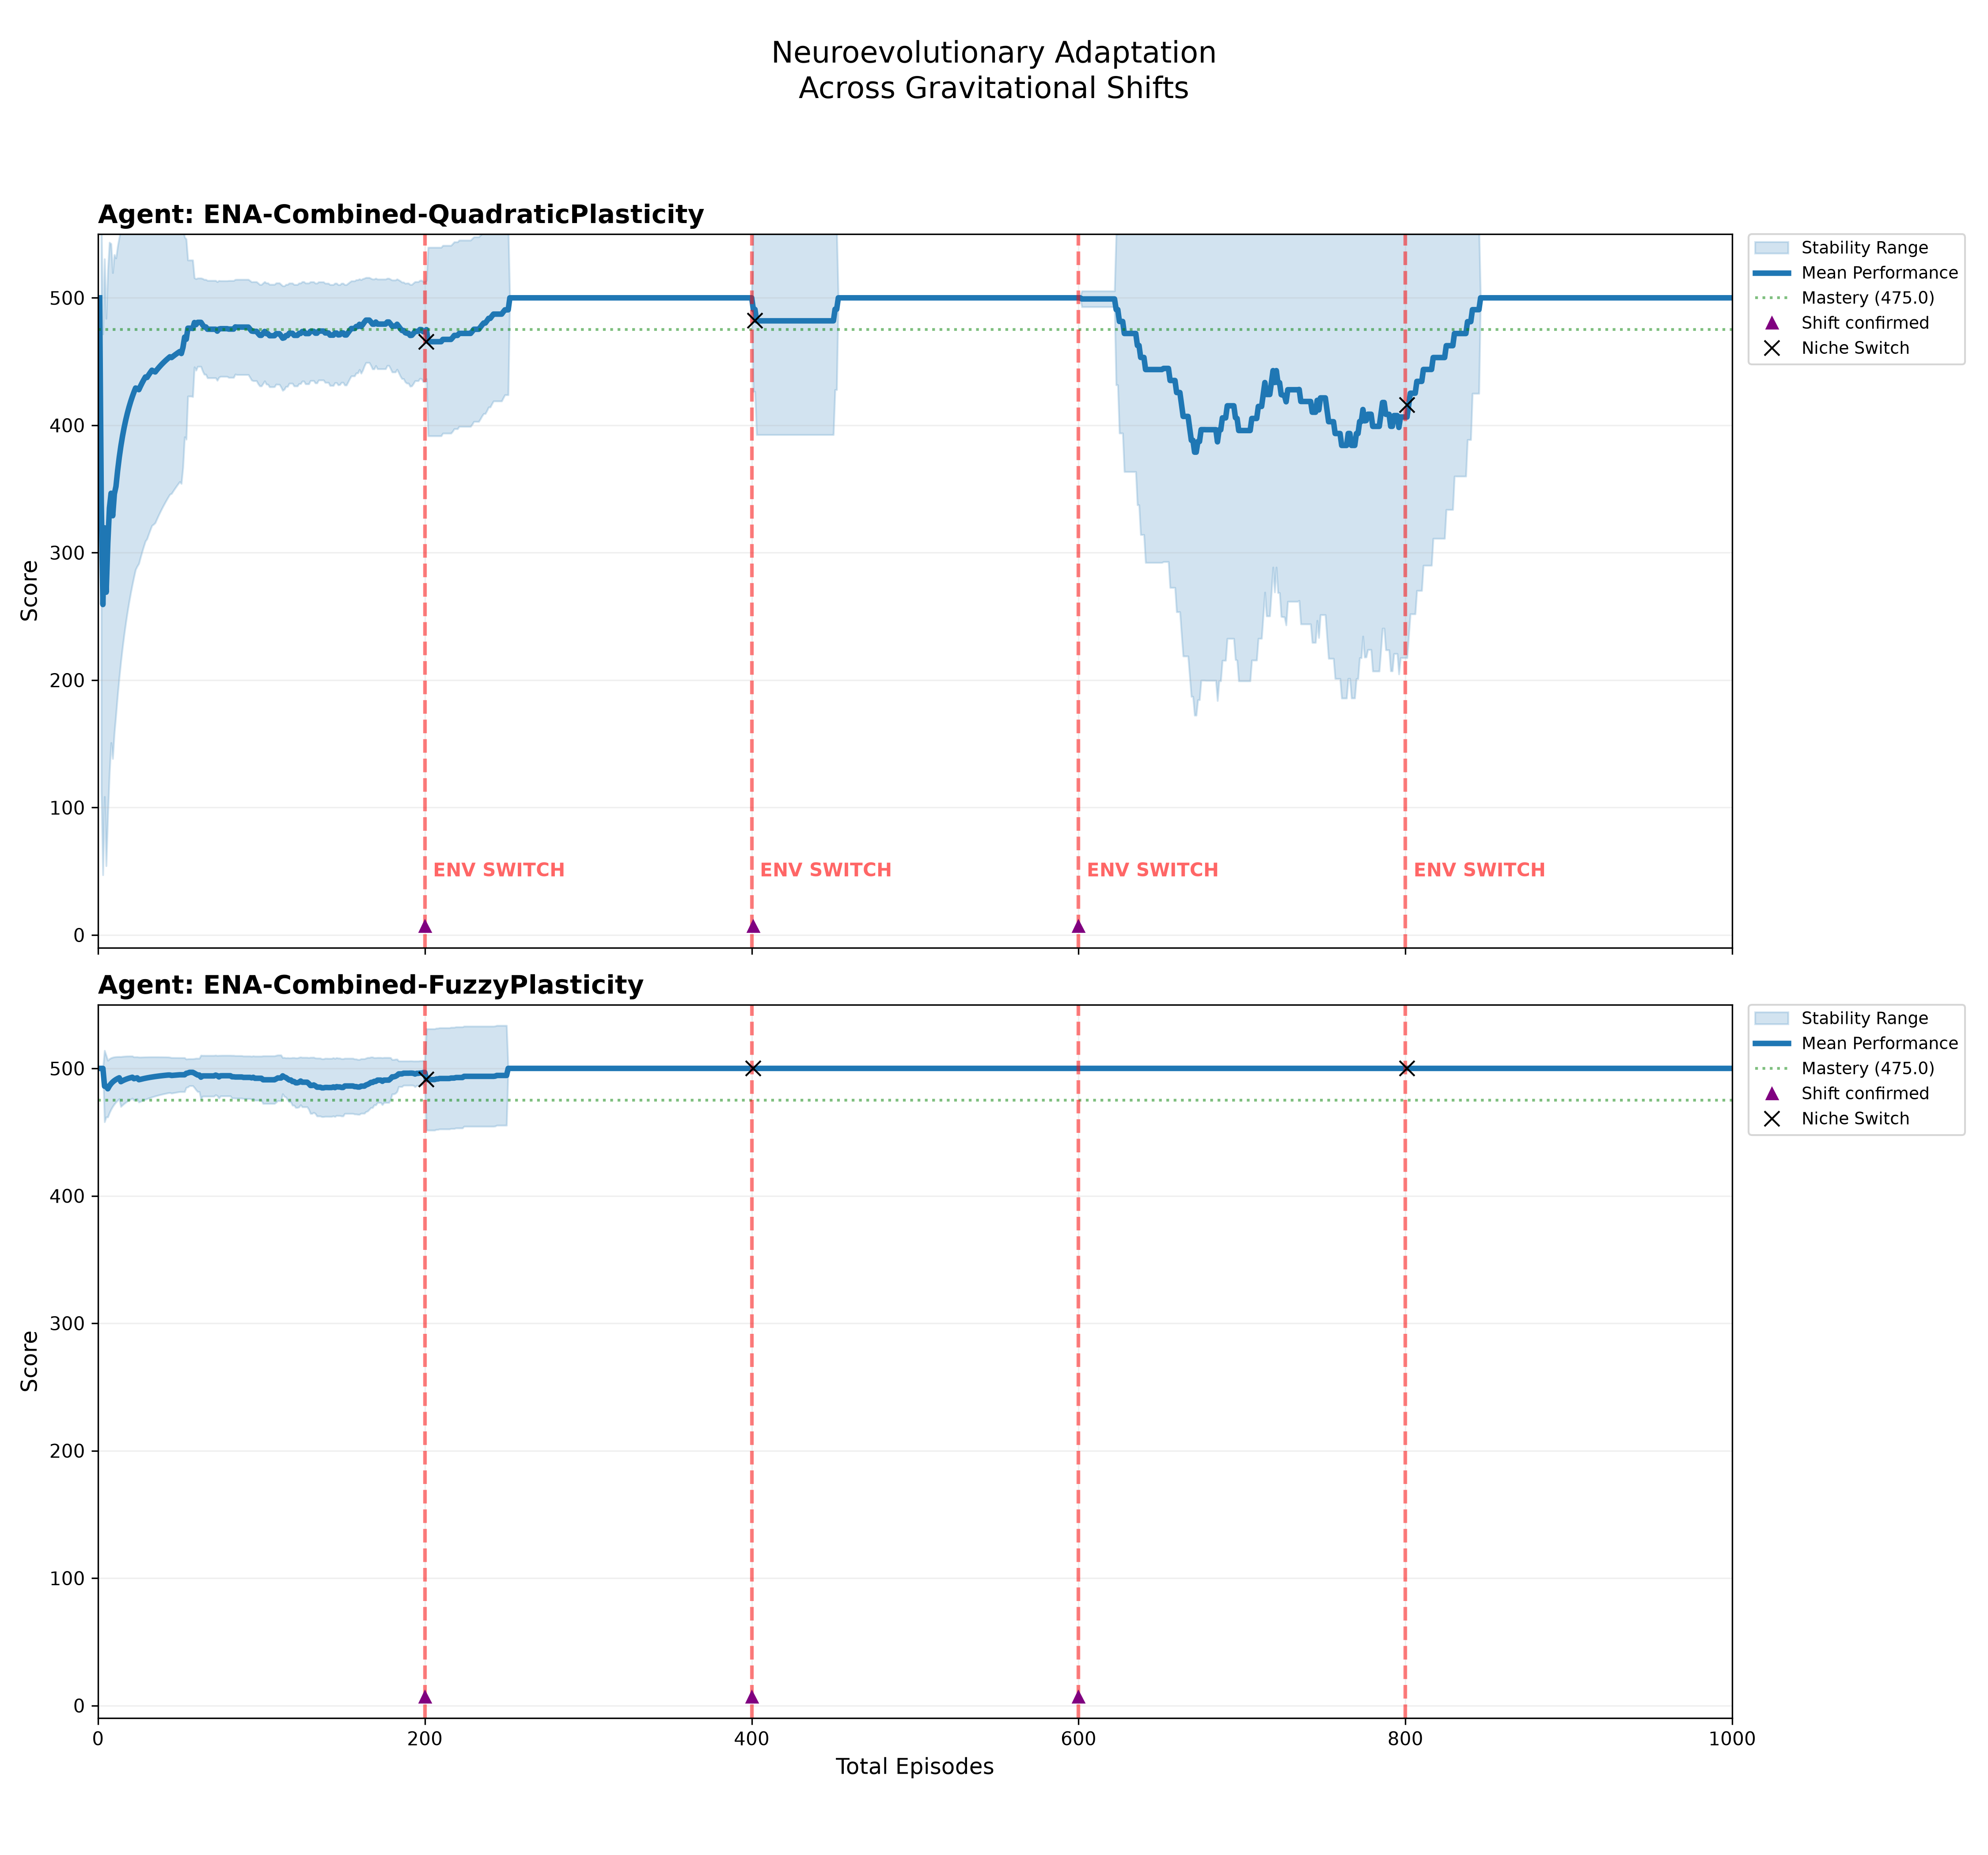 Neuroevolutionary Adaptation
Across Gravitational Shifts
Agent: ENA-Combined-QuadraticPlasticity
Score
500
400
300
200
100
0
ENV SWITCH
ENV SWITCH
ENV SWITCH
ENV SWITCH
Stability Range
Mean Performance
Mastery (475.0)
Shift confirmed
Niche Switch
Agent: ENA-Combined-FuzzyPlasticity
Score
500
400
300
200
100
0
Stability Range
Mean Performance
Mastery (475.0)
Shift confirmed
Niche Switch
0
200
400
600
800
1000
Total Episodes